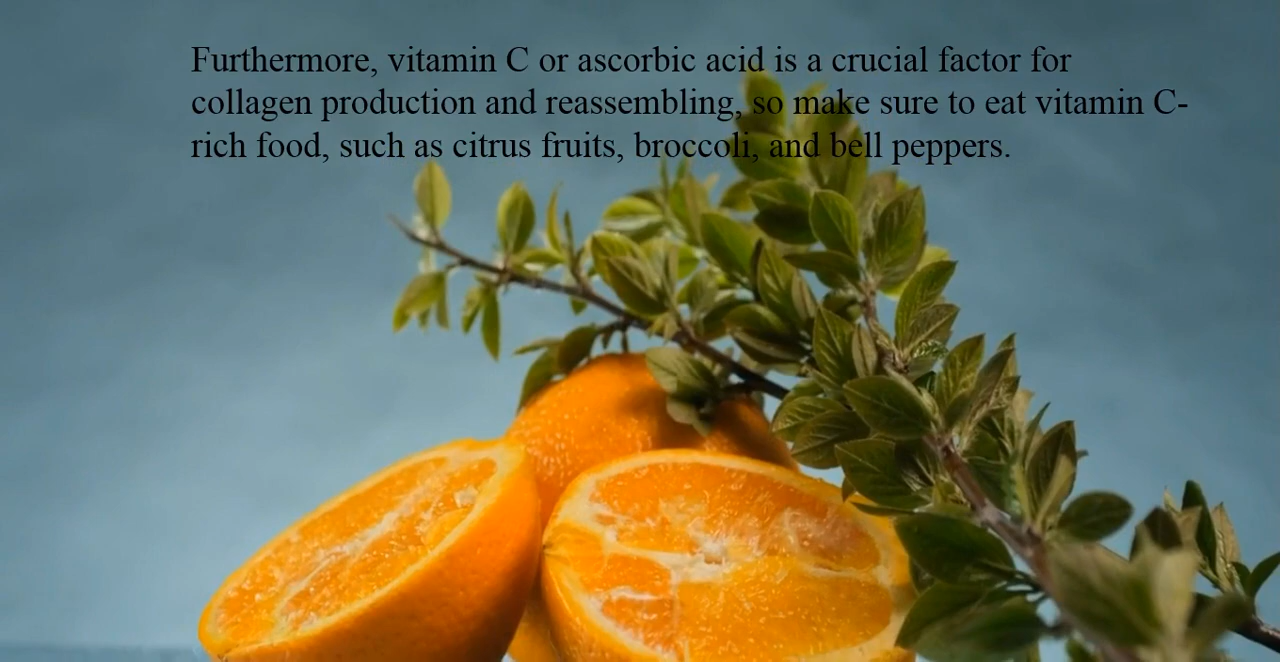 Furthermore, vitamin C or ascorbic acid is a crucial factor for
collagen production and reassembling, so make sure to eat vitamin C-
rich food, such as citrus fruits, broccoli, and bell peppers.